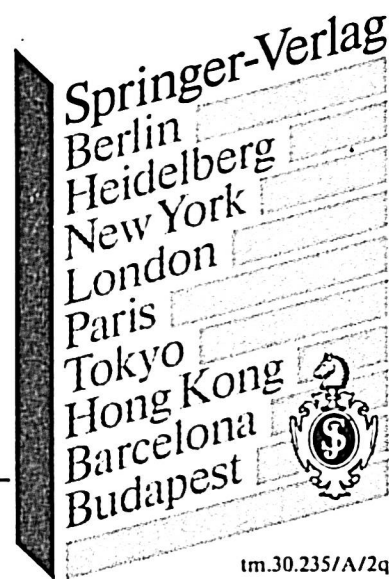 Springer-Verlag
Berlin
Heidelberg
New York
London
Paris
Tokyo
Hong Kong
Barcelona
Budapest
tm.30.235/A/2q